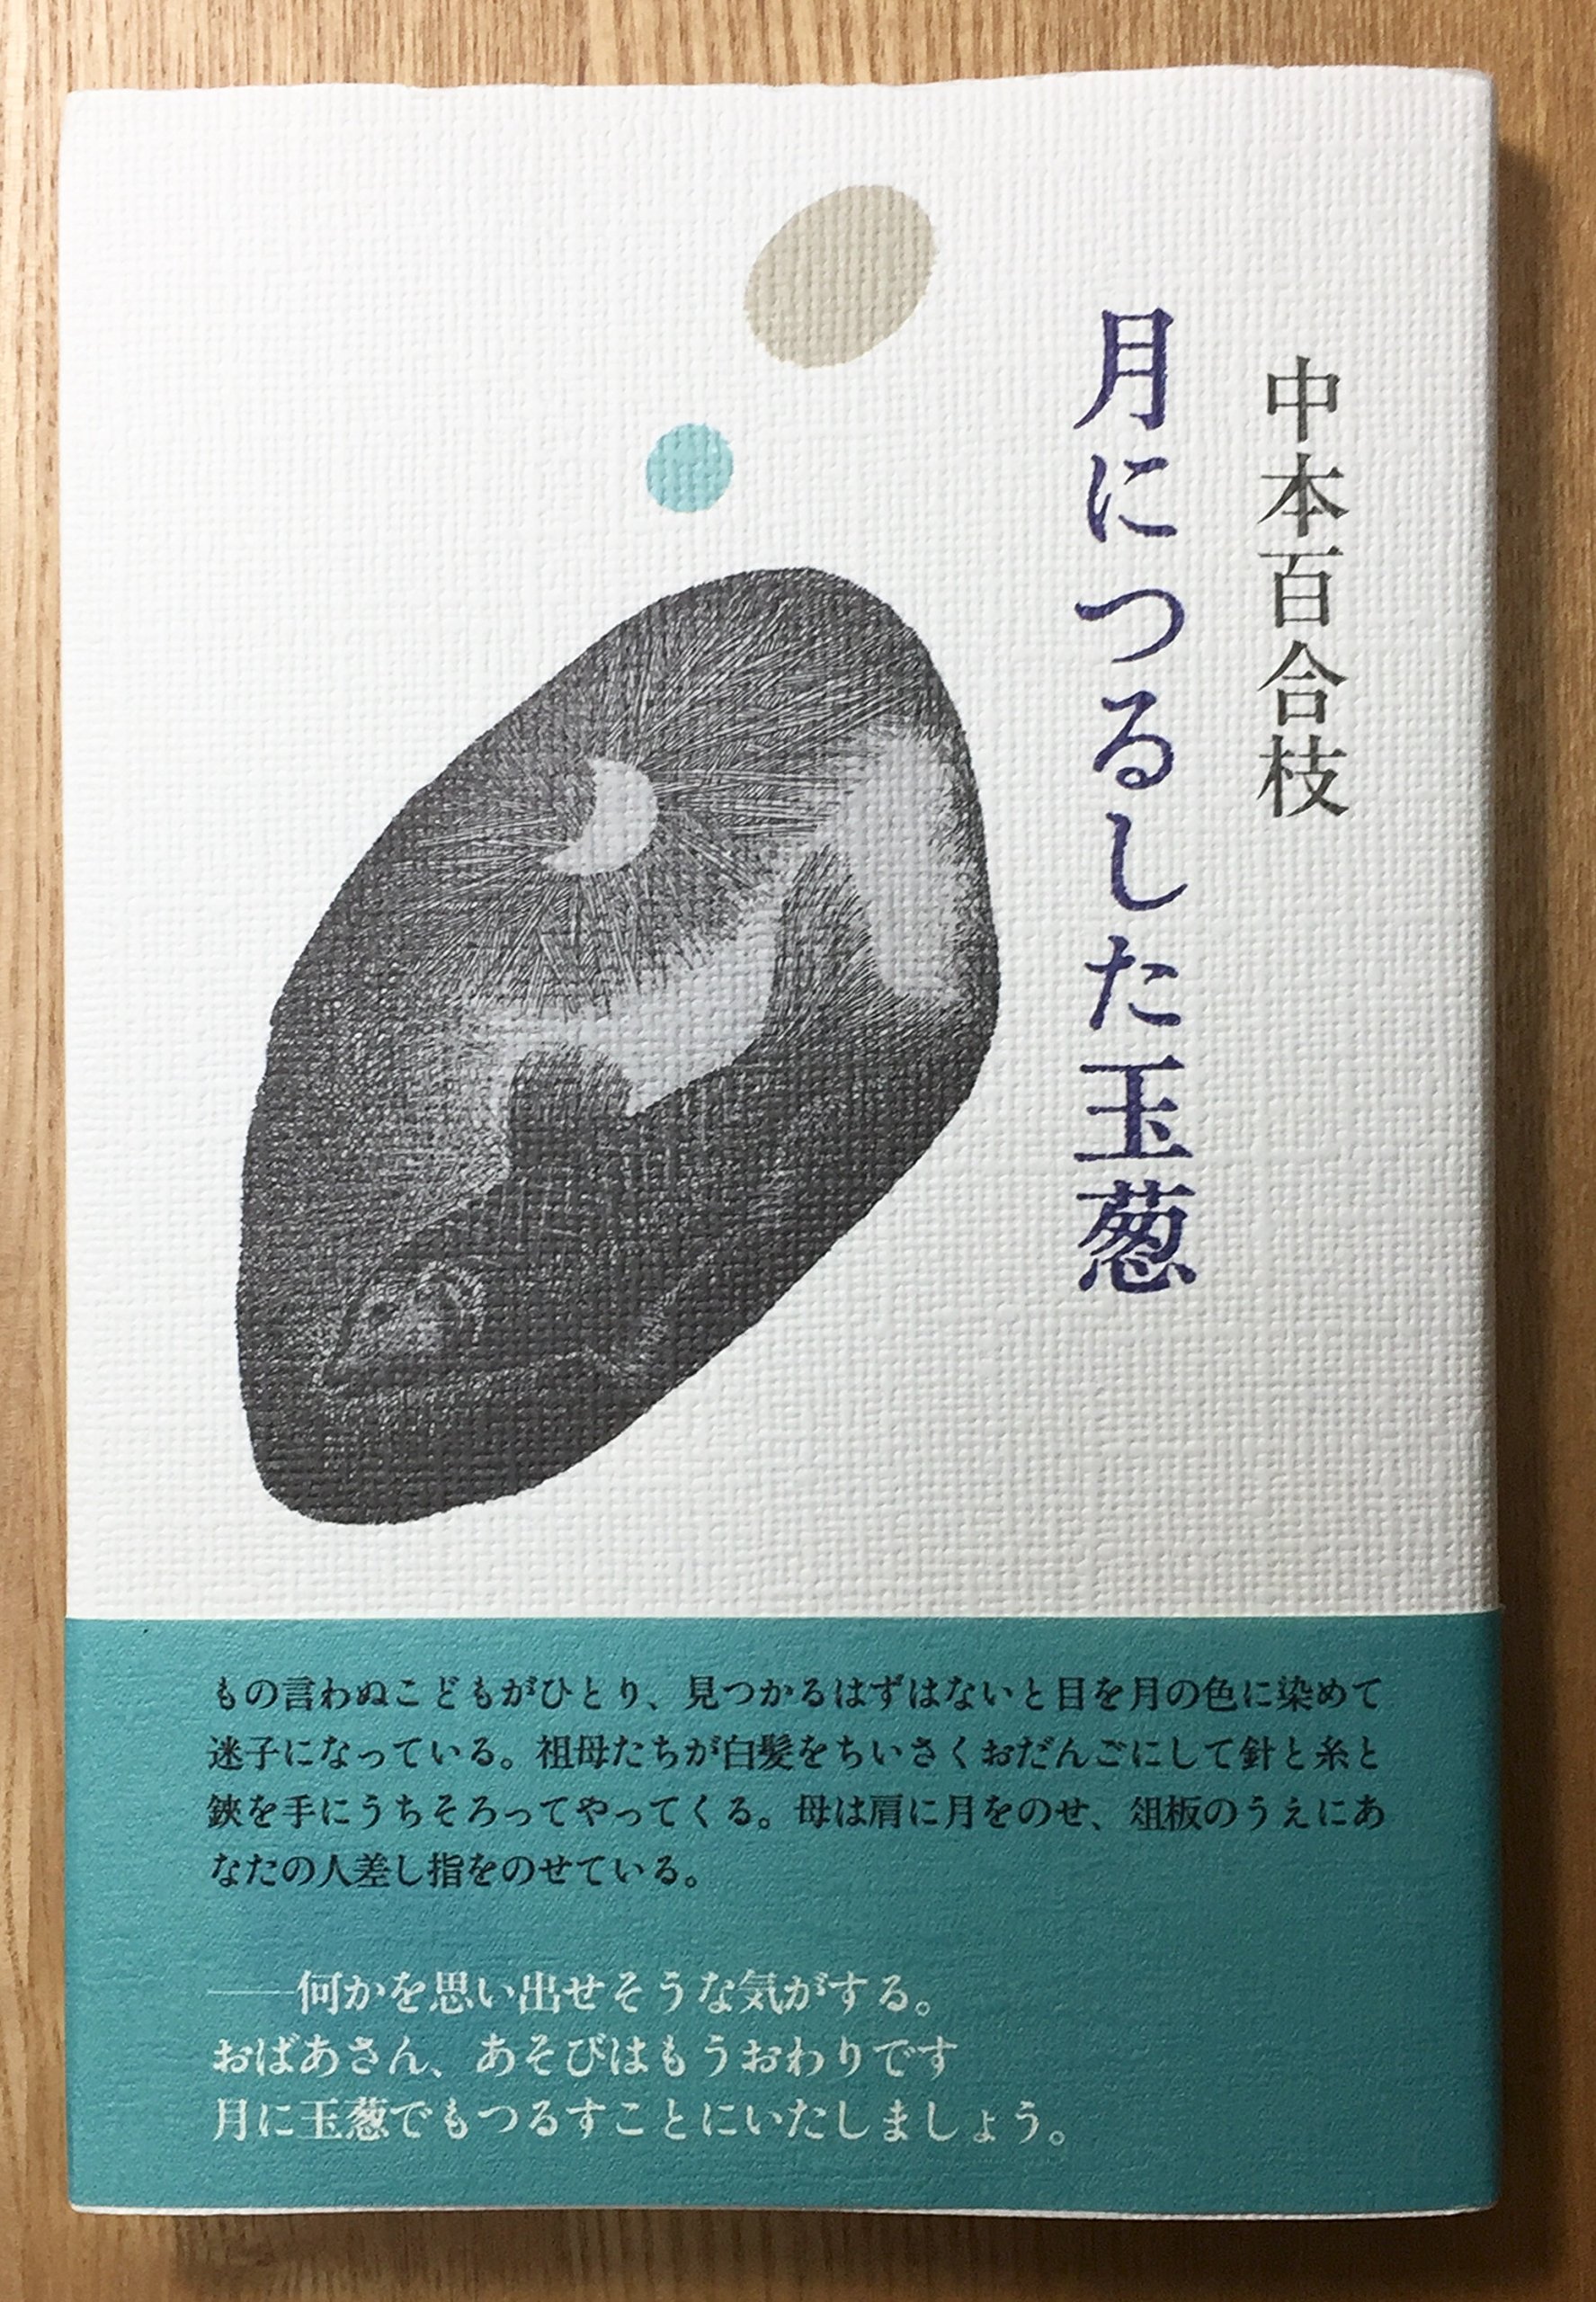 中本百合枝
月につるした玉葱
もの言わぬこどもがひとり、見つかるはずはないと目を月の色に染めて
迷子になっている。祖母たちが白髪をちいさくおだんごにして針と糸と
鋏を手にうちそろってやってくる。母は肩に月をのせ、俎板のうえにあ
なたの人差し指をのせている。
――何かを思い出せそうな気がする。
おばあさん、あそびはもうおわりです
月に玉葱でもつるすことにいたしましょう。